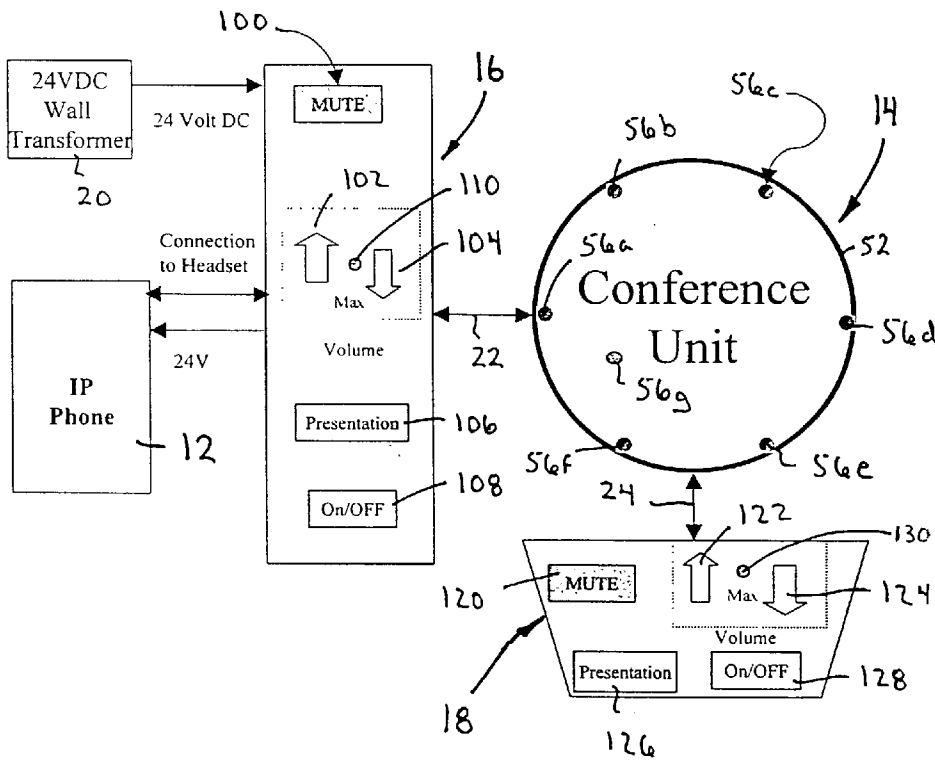 100
24VDC
Wall
Transformer
20
24 Volt DC
MUTE
16
56b
56c
14
52
102
110
104
Max
Volume
Connection
to Headset
24V
IP
Phone
12
22
56a
Conference
Unit
56d
56g
56f
56e
Presentation
106
108
On/OFF
24
122
130
120
MUTE
Max
124
Volume
18
Presentation
On/OFF
126
128